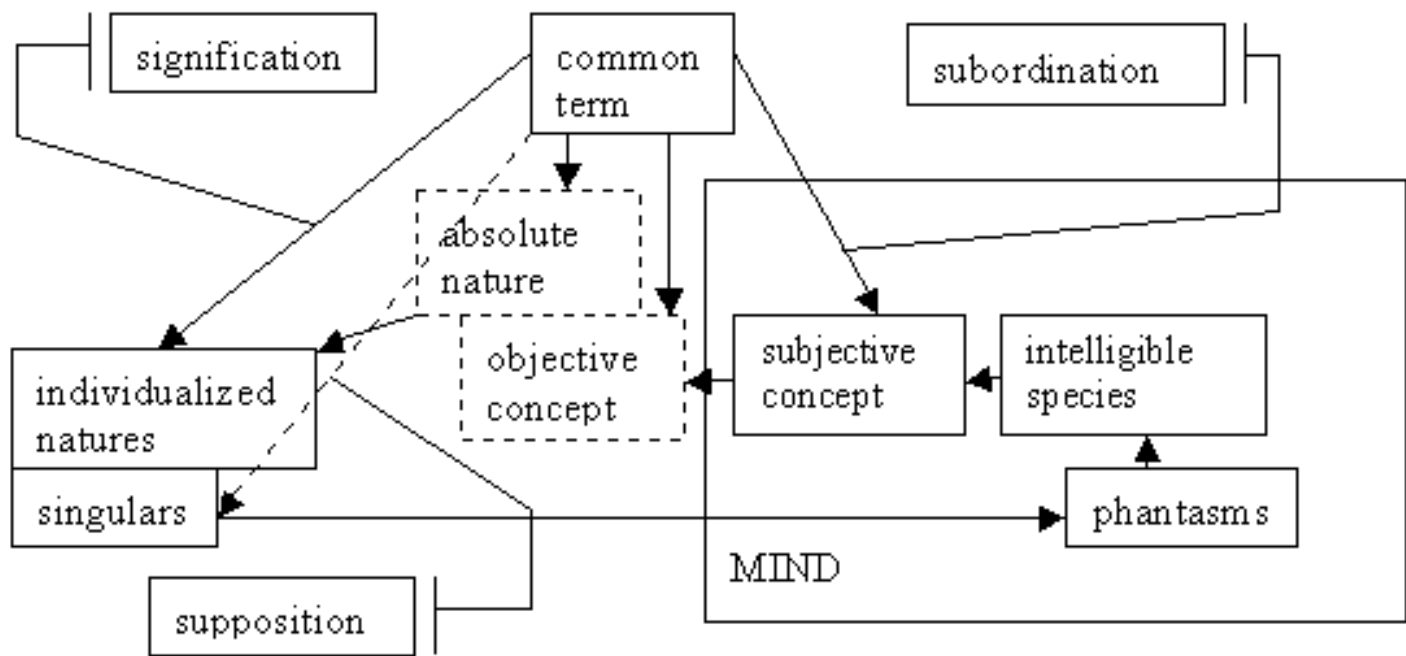 signification
common
term
subordination
absolute
nature
individualized
natures
objective
concept
subjective
concept
intelligible
species
singulars
phantasms
MIND
supposition